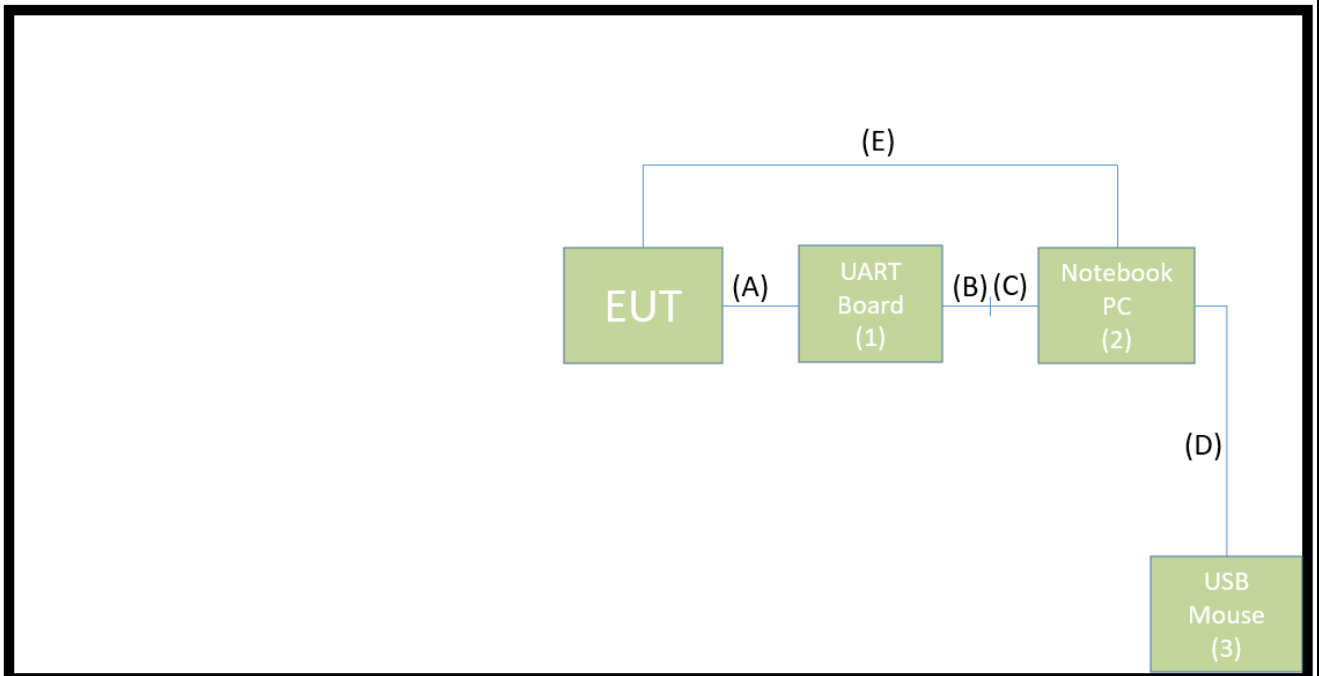 (E)
EUT
(A)
UART
Board
(1)
(B)
(C)
Notebook
PC
(2)
(D)
USB
Mouse
(3)